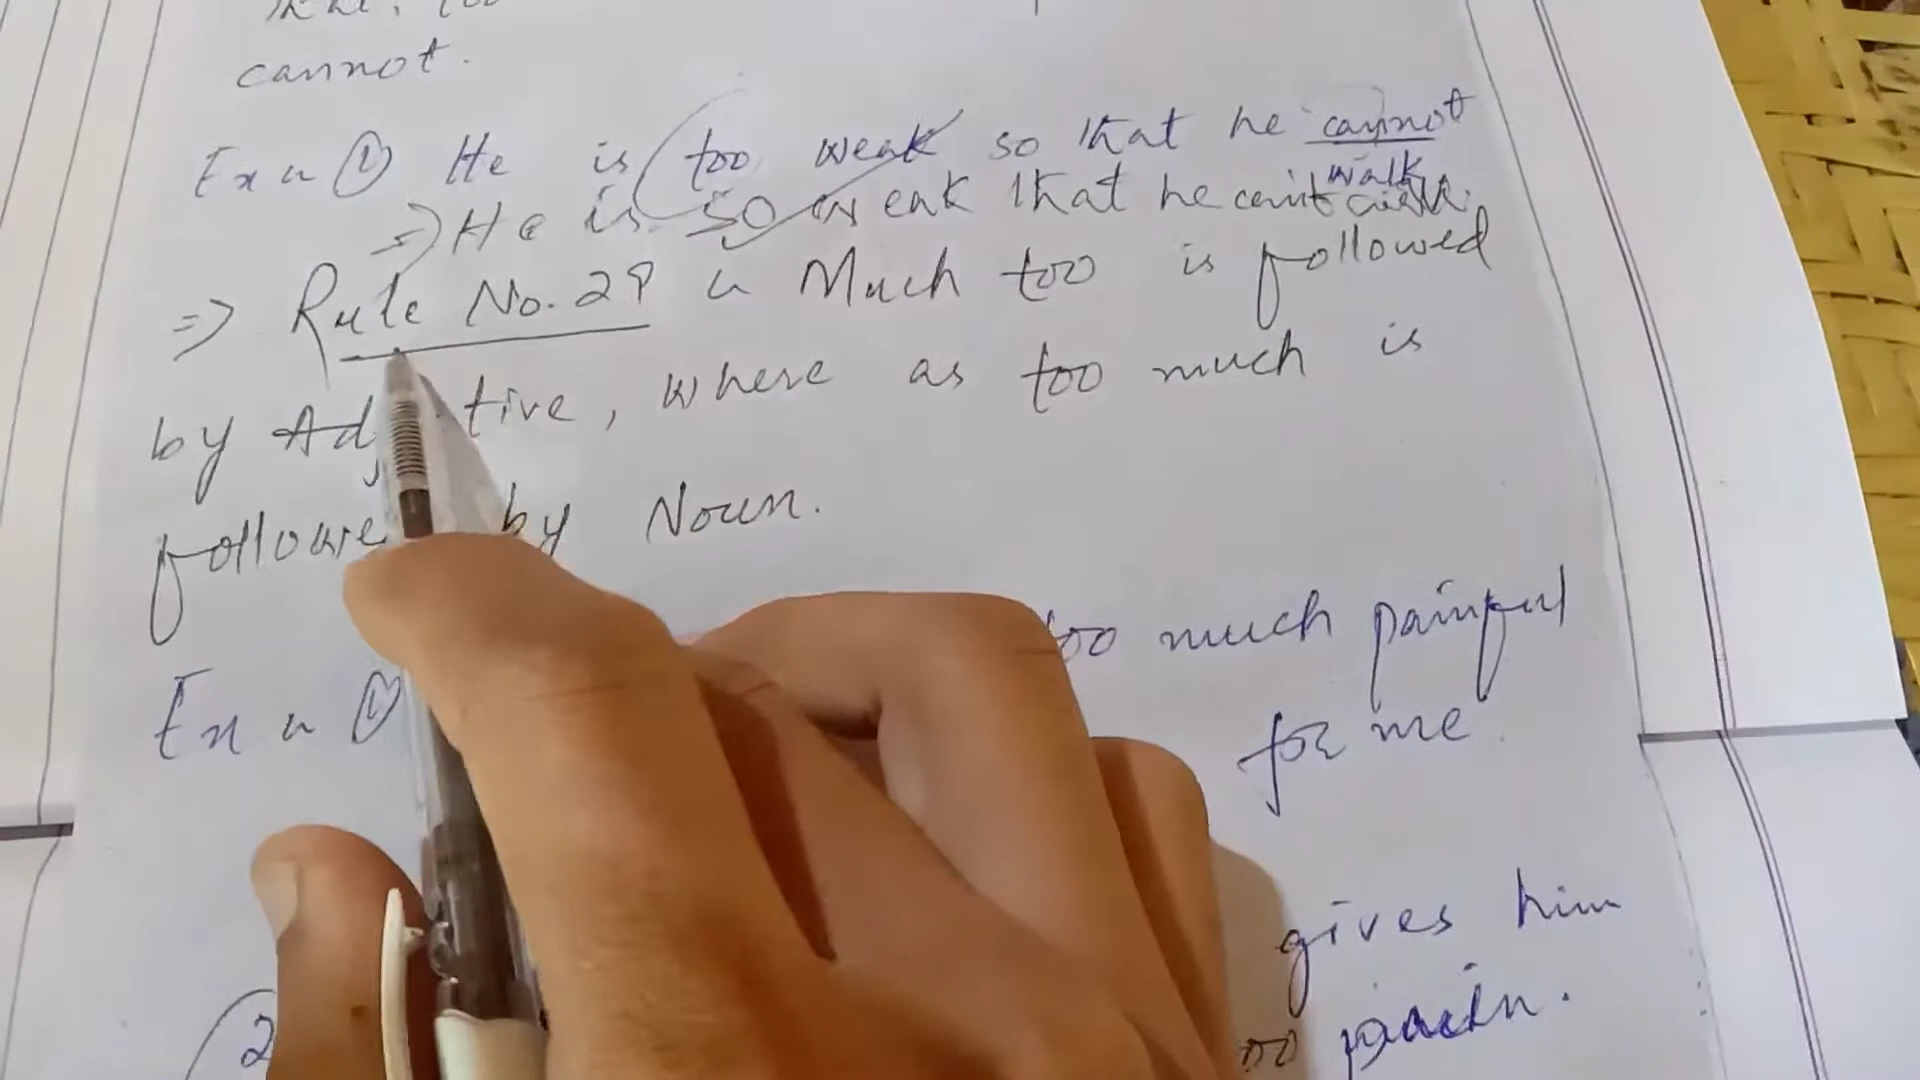 cannot.
Ex ① He is too weak so that he cannot
walk
⇒ He is so weak that he can't walk.
⇒ Rule No. 29 Much too is followed
by Adjective, where as too much is
followed by Noun.
Ex ① too much painful
for me.
gives him
2 pain.